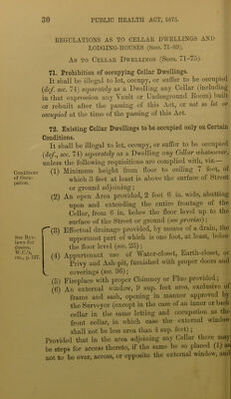 30 PUBLIC HEALTH ACT, 1875.
REGULATIONS AS TO CELLAR DWELLINGS AND
LODGING-HOUSES (Secs. 71-89).
As to Cellar Dwellings (Secs. 71-75).
71. Prohibition of occupying Cellar Dwellings.
It shall be illegal to let, occupy, or suffer to be occupied
(def. sec. 74) separately as a Dwelling any Cellar (including
in that expression any Vault or Underground Room) built
or rebuilt after the passing of this Act, or not so let or
occupied at the time of the passing of this Act.
72. Existing Cellar Dwellings to be occupied only on Certain
Conditions.
It shall be illegal to let, occupy, or suffer to be occupied
(def., sec. 74) separately as a Dwelling any Cellar whatsoever,
unless the following requisitions are complied with, viz.—
Conditions
of Occu-
pation.
(1) Minimum height from floor to ceiling 7 feet, of
which 3 feet at least is above the surface of Street
or ground adjoining;
(2) An open Area provided, 2 feet 6 in. wide, abutting
upon and extending the entire frontage of the
Cellar, from 6 in. below the floor level up to the
surface of the Street or ground (see proviso);
See Bye-
laws for
(3) Effectual drainage provided, by means of a drain, the
uppermost part of which is one foot, at least, below
the floor level (sec. 25);
(4) Appurtenant use of Water-closet, Earth-closet, or
Privy and Ash pit, furnished with proper doors and
coverings (sec. 36);
(5) Fireplace with proper Chimney or Flue provided;
(6) An external window, 9 sup. feet area, exclusive of
frame and sash, opening in manner approved by
the Surveyor (except in the case of an inner or back
cellar in the same letting and occupation as the
front cellar, in which case the external window
shall not be less area than 4 sup. feet);
Provided that in the area adjoining any Cellar there may
be steps for access thereto, if the same be so placed (1) as
not to be over, across, or opposite the external window, and